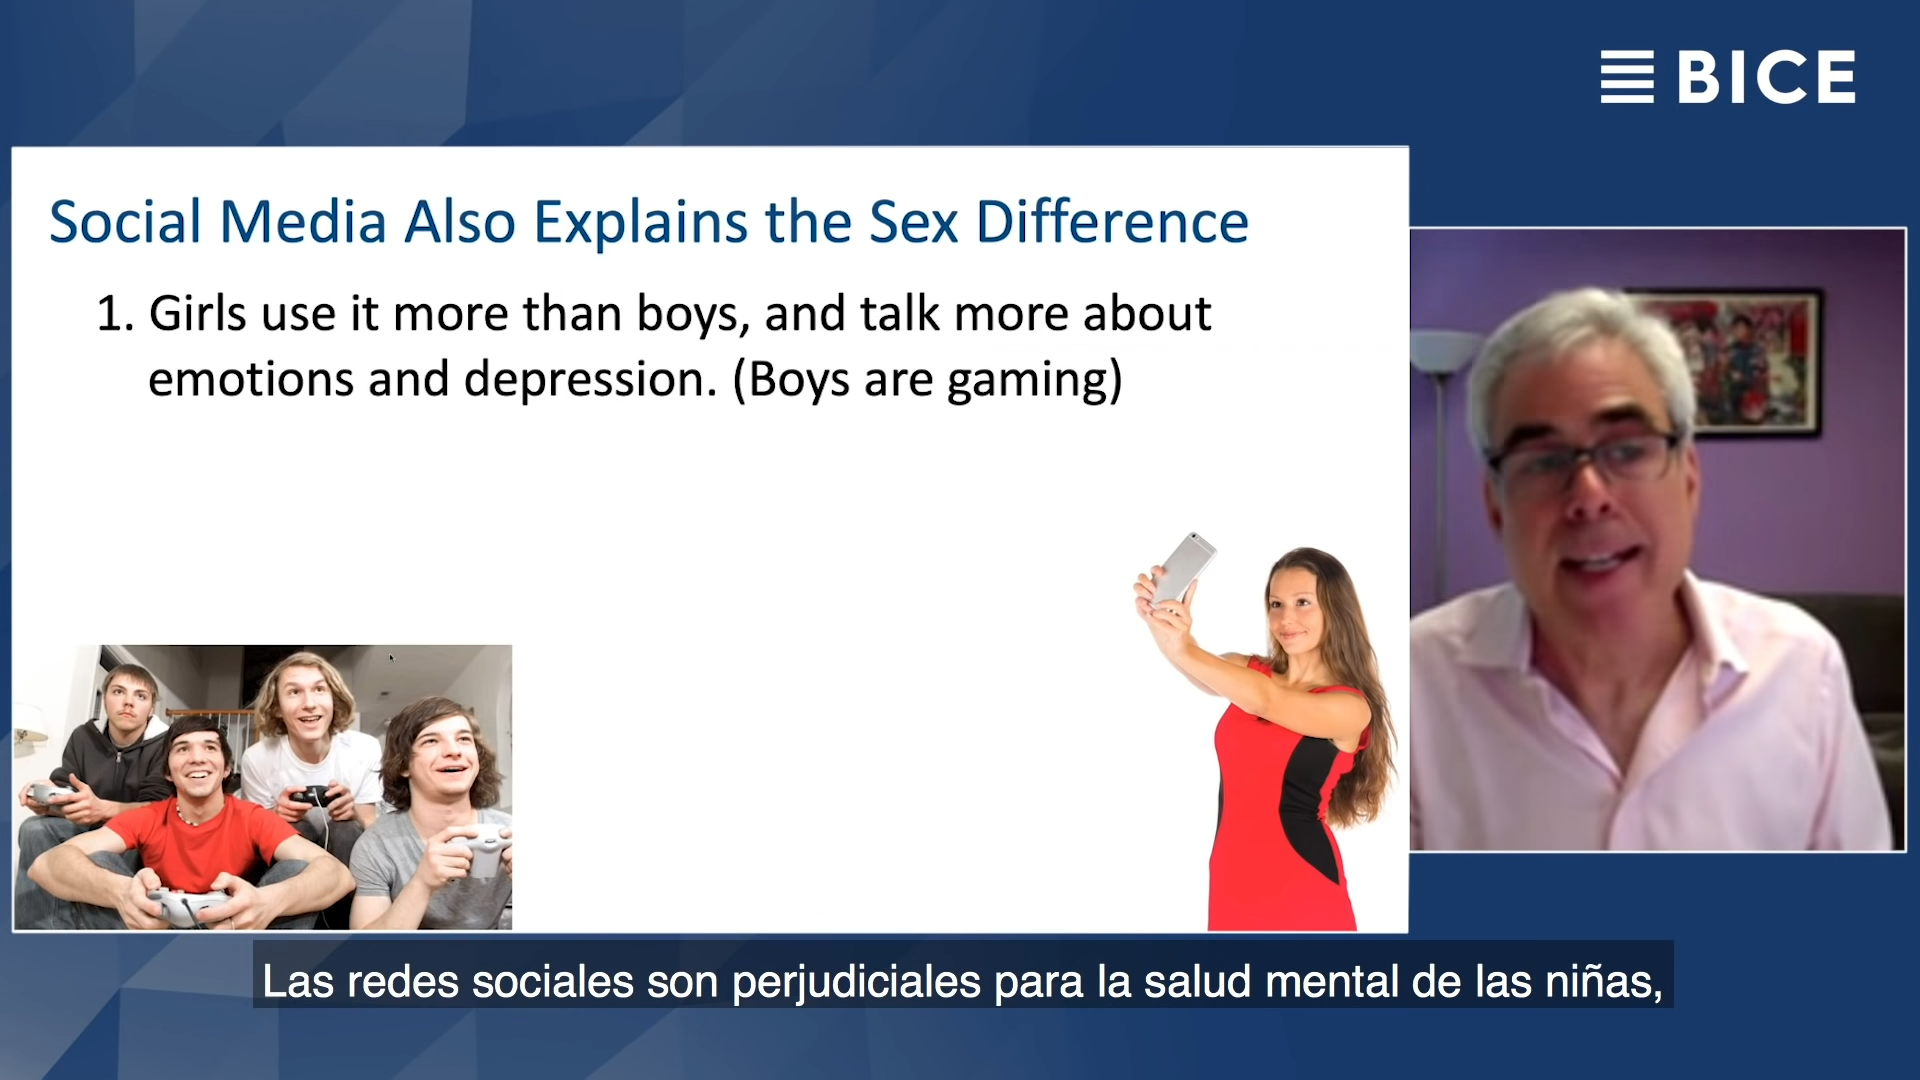 BICE
Social Media Also Explains the Sex Difference
1. Girls use it more than boys, and talk more about
emotions and depression. (Boys are gaming)
Las redes sociales son perjudiciales para la salud mental de las niñas,